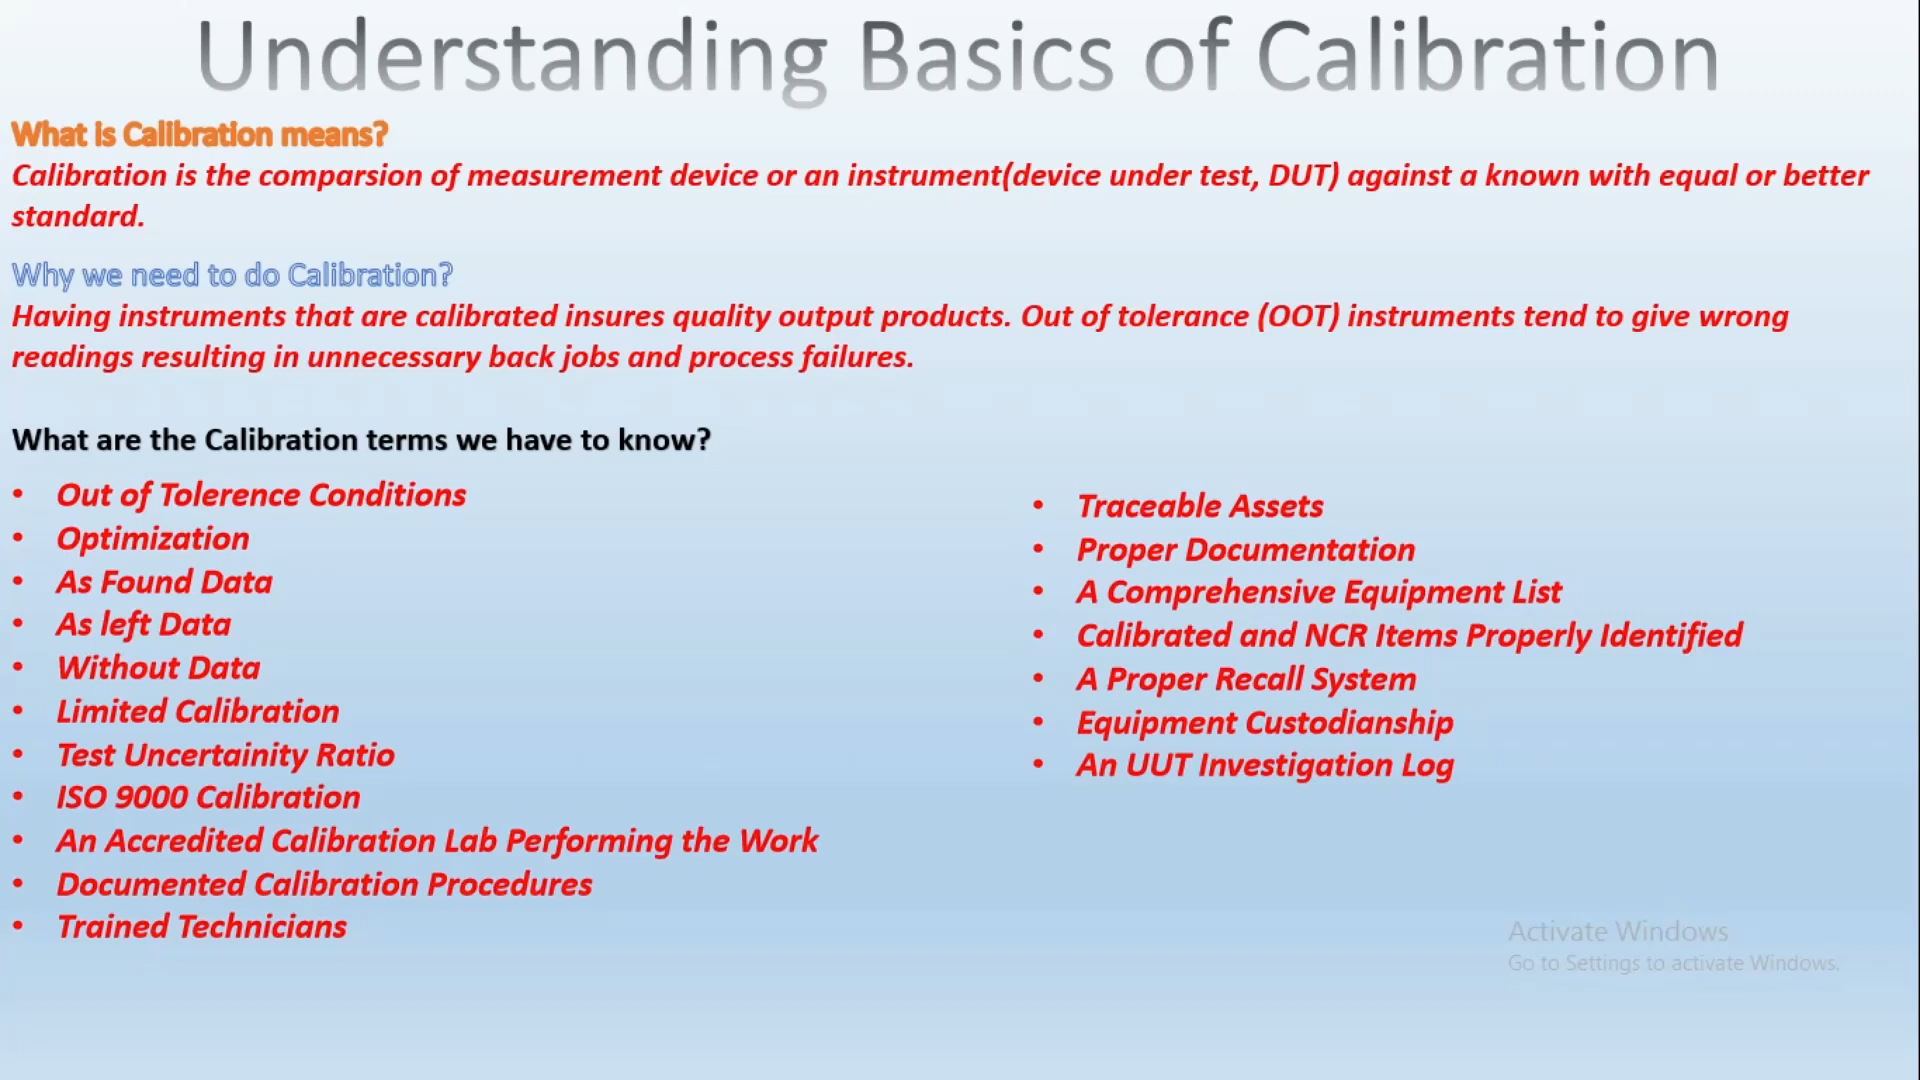 Understanding Basics of Calibration
What is Calibration means?
Calibration is the comparsion of measurement device or an instrument(device under test, DUT) against a known with equal or better
standard.
Why we need to do Calibration?
Having instruments that are calibrated insures quality output products. Out of tolerance (OOT) instruments tend to give wrong
readings resulting in unnecessary back jobs and process failures.
What are the Calibration terms we have to know?
• Out of Tolerence Conditions
• Optimization
• As Found Data
• As left Data
• Without Data
• Limited Calibration
• Test Uncertainity Ratio
• ISO 9000 Calibration
• An Accredited Calibration Lab Performing the Work
• Documented Calibration Procedures
• Trained Technicians
• Traceable Assets
• Proper Documentation
• A Comprehensive Equipment List
• Calibrated and NCR Items Properly Identified
• A Proper Recall System
• Equipment Custodianship
• An UUT Investigation Log
Activate Windows
Go to Settings to activate Windows.